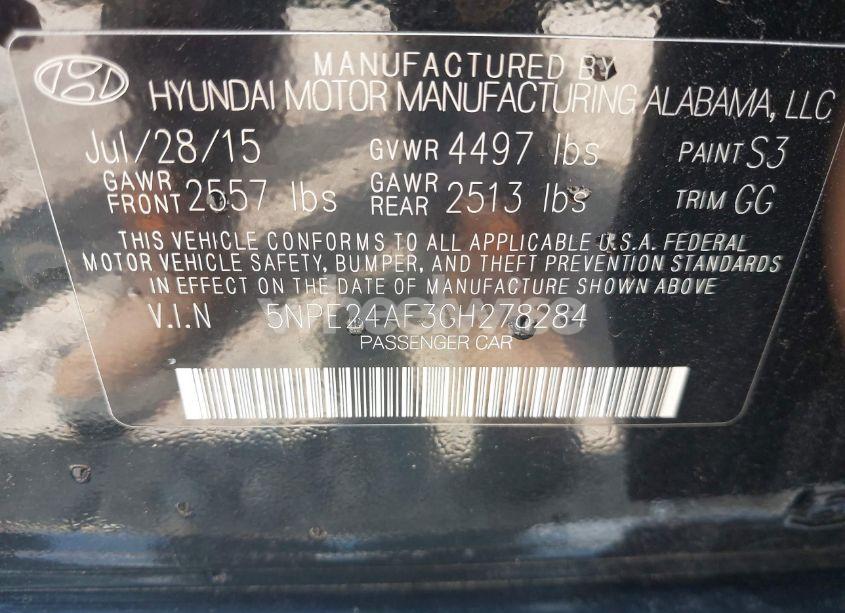 MANUFACTURED BY
HYUNDAI MOTOR MANUFACTURING ALABAMA, LLC
Jul/28/15 GVWR 4497 lbs PAINT S3
GAWR FRONT 2557 lbs GAWR REAR 2513 lbs TRIM GG
THIS VEHICLE CONFORMS TO ALL APPLICABLE U.S.A. FEDERAL
MOTOR VEHICLE SAFETY, BUMPER, AND THEFT PREVENTION STANDARDS
IN EFFECT ON THE DATE OF MANUFACTURE SHOWN ABOVE
V.I.N 5NPE24AF3GH278284
PASSENGER CAR